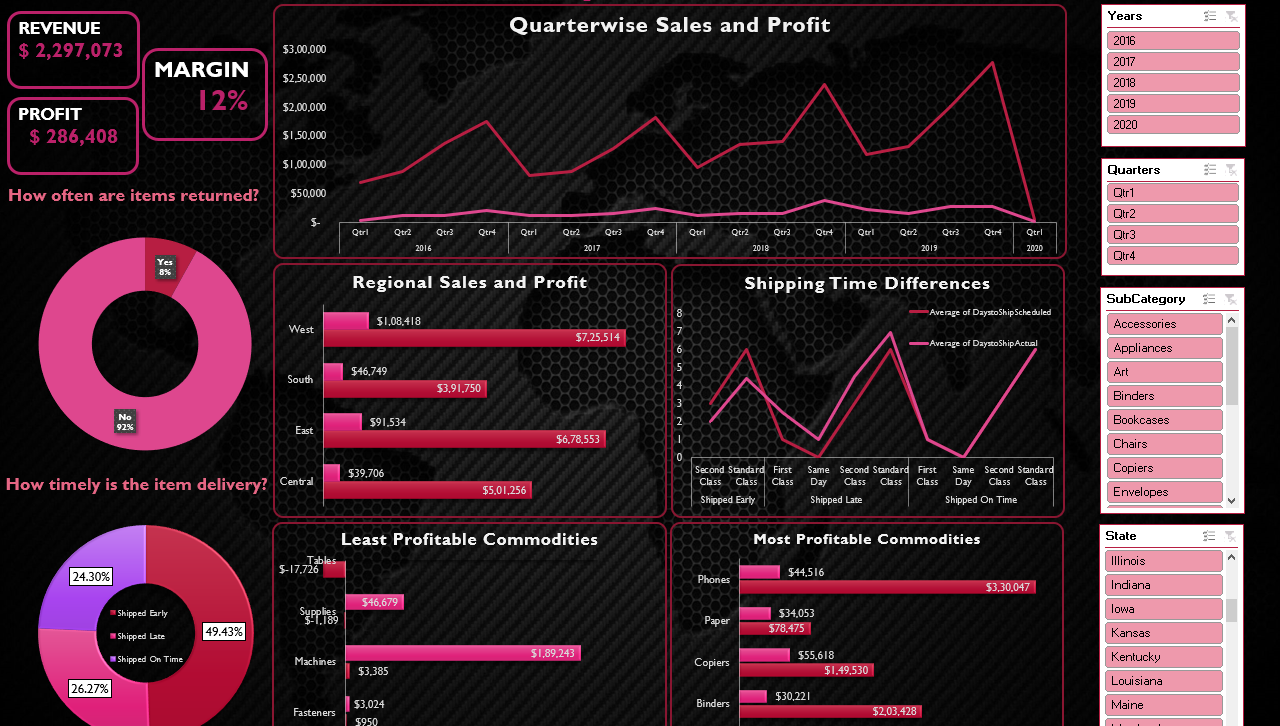 REVENUE
$ 2,297,073
MARGIN
12%
PROFIT
$ 286,408
How often are items returned?
Yes
8%
No
92%
How timely is the item delivery?
24.30%
49.43%
26.27%
Shipped Early
Shipped Late
Shipped On Time
Quarterwise Sales and Profit
$3,00,000
$2,50,000
$2,00,000
$1,50,000
$1,00,000
$50,000
$-
Qtr1 Qtr2 Qtr3 Qtr4 Qtr1 Qtr2 Qtr3 Qtr4 Qtr1 Qtr2 Qtr3 Qtr4 Qtr1 Qtr2 Qtr3 Qtr4 Qtr1
2016 2017 2018 2019 2020
Regional Sales and Profit
West
$1,08,418
$7,25,514
South
$46,749
$3,91,750
East
$91,534
$6,78,553
Central
$39,706
$5,01,256
Shipping Time Differences
Average of DaystoShipScheduled
Average of DaystoShipActual
8
7
6
5
4
3
2
1
0
Second Class Standard Class First Class Same Day Second Class Standard Class First Class Same Day Second Class Standard Class
Shipped Early Shipped Late Shipped On Time
Least Profitable Commodities
Tables
$-17,726
Supplies
$46,679
$-1,189
Machines
$1,89,243
$3,385
Fasteners
$3,024
$950
Most Profitable Commodities
Phones
$44,516
$3,30,047
Paper
$34,053
$78,475
Copiers
$55,618
$1,49,530
Binders
$30,221
$2,03,428
Years
2016
2017
2018
2019
2020
Quarters
Qtr1
Qtr2
Qtr3
Qtr4
SubCategory
Accessories
Appliances
Art
Binders
Bookcases
Chairs
Copiers
Envelopes
State
Illinois
Indiana
Iowa
Kansas
Kentucky
Louisiana
Maine